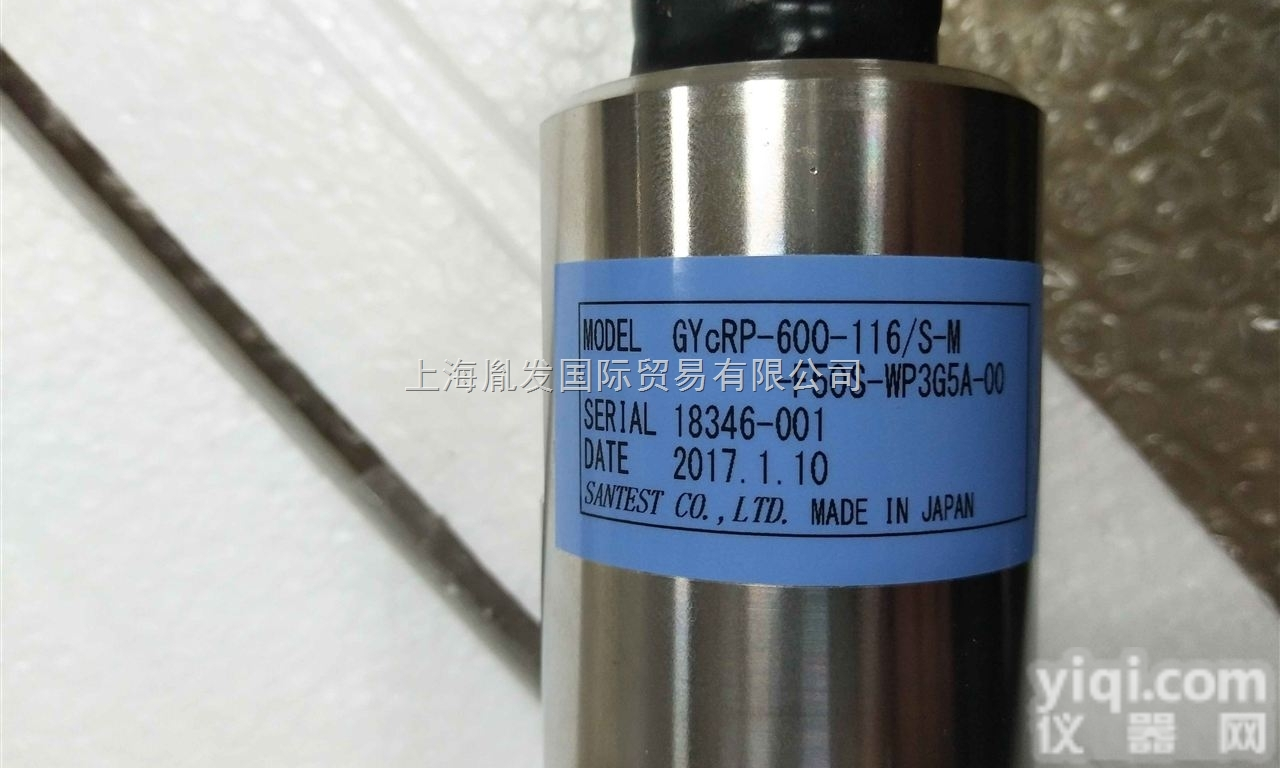 MODEL GYcRP-600-116/S-M
上海胤发国际贸易有限公司
-WP3G5A-00
SERIAL 18346-001
DATE 2017.1.10
SANTEST CO.,LTD. MADE IN JAPAN
yiqi.com
仪器网